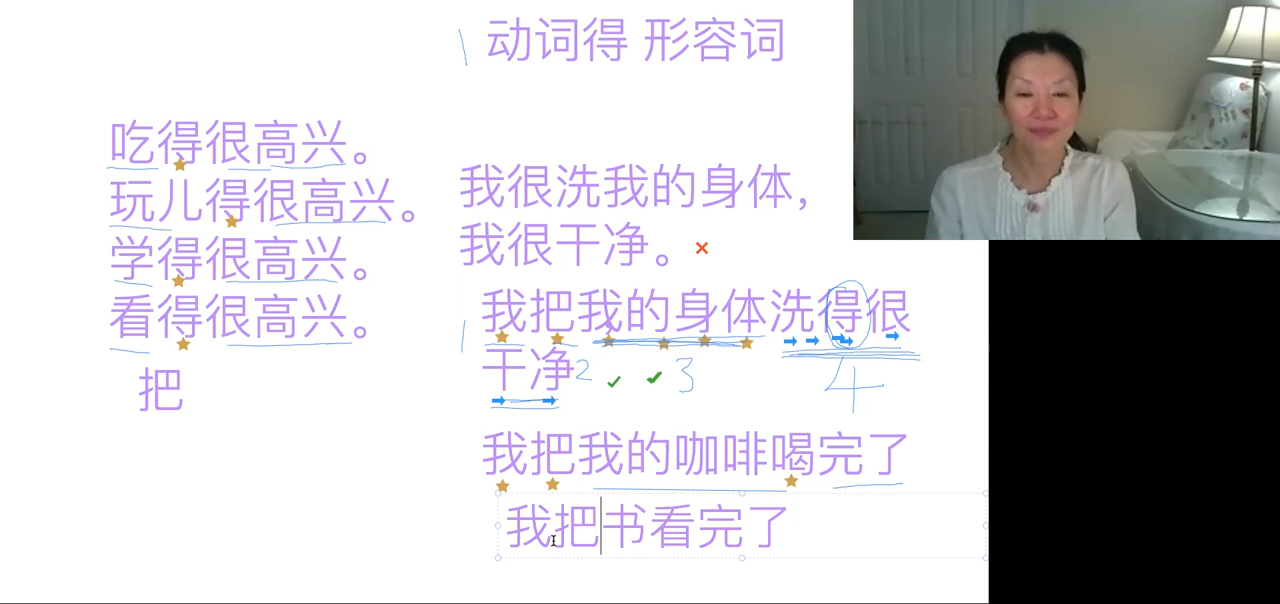 动词得 形容词
吃得很高兴。
玩儿得很高兴。
学得很高兴。
看得很高兴。
把
我很洗我的身体,
我很干净。×
我把我的身体洗得很
干净2 ✓ ✓ 3 4
我把我的咖啡喝完了
我把书看完了